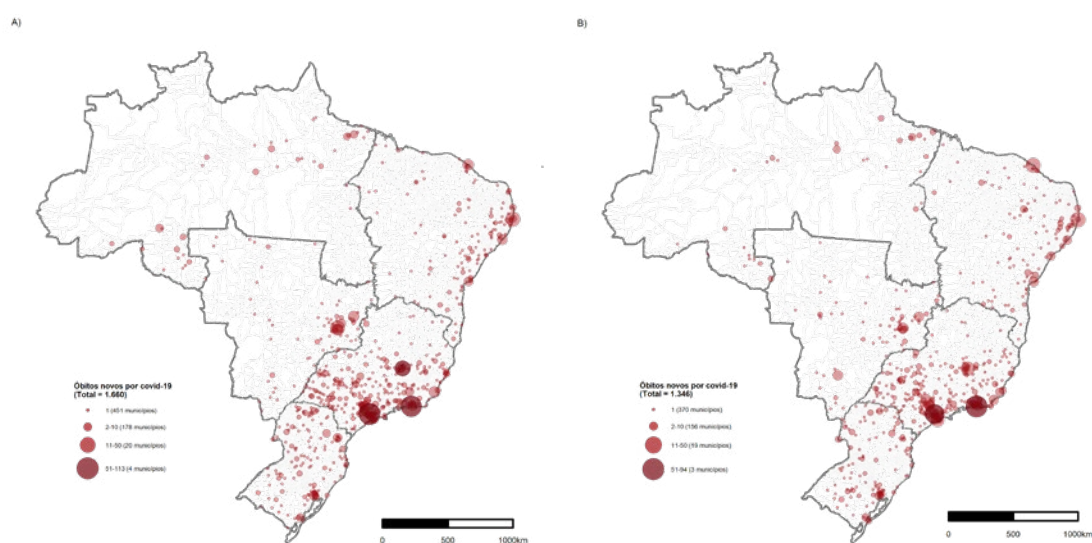 A)
B)
Óbitos novos por covid-19
(Total = 1.660)
1 (451 municípios)
2-10 (178 municípios)
11-50 (20 municípios)
51-113 (4 municípios)
0 500 1000km
Óbitos novos por covid-19
(Total = 1.346)
1 (370 municípios)
2-10 (156 municípios)
11-50 (19 municípios)
51-94 (3 municípios)
0 500 1000km